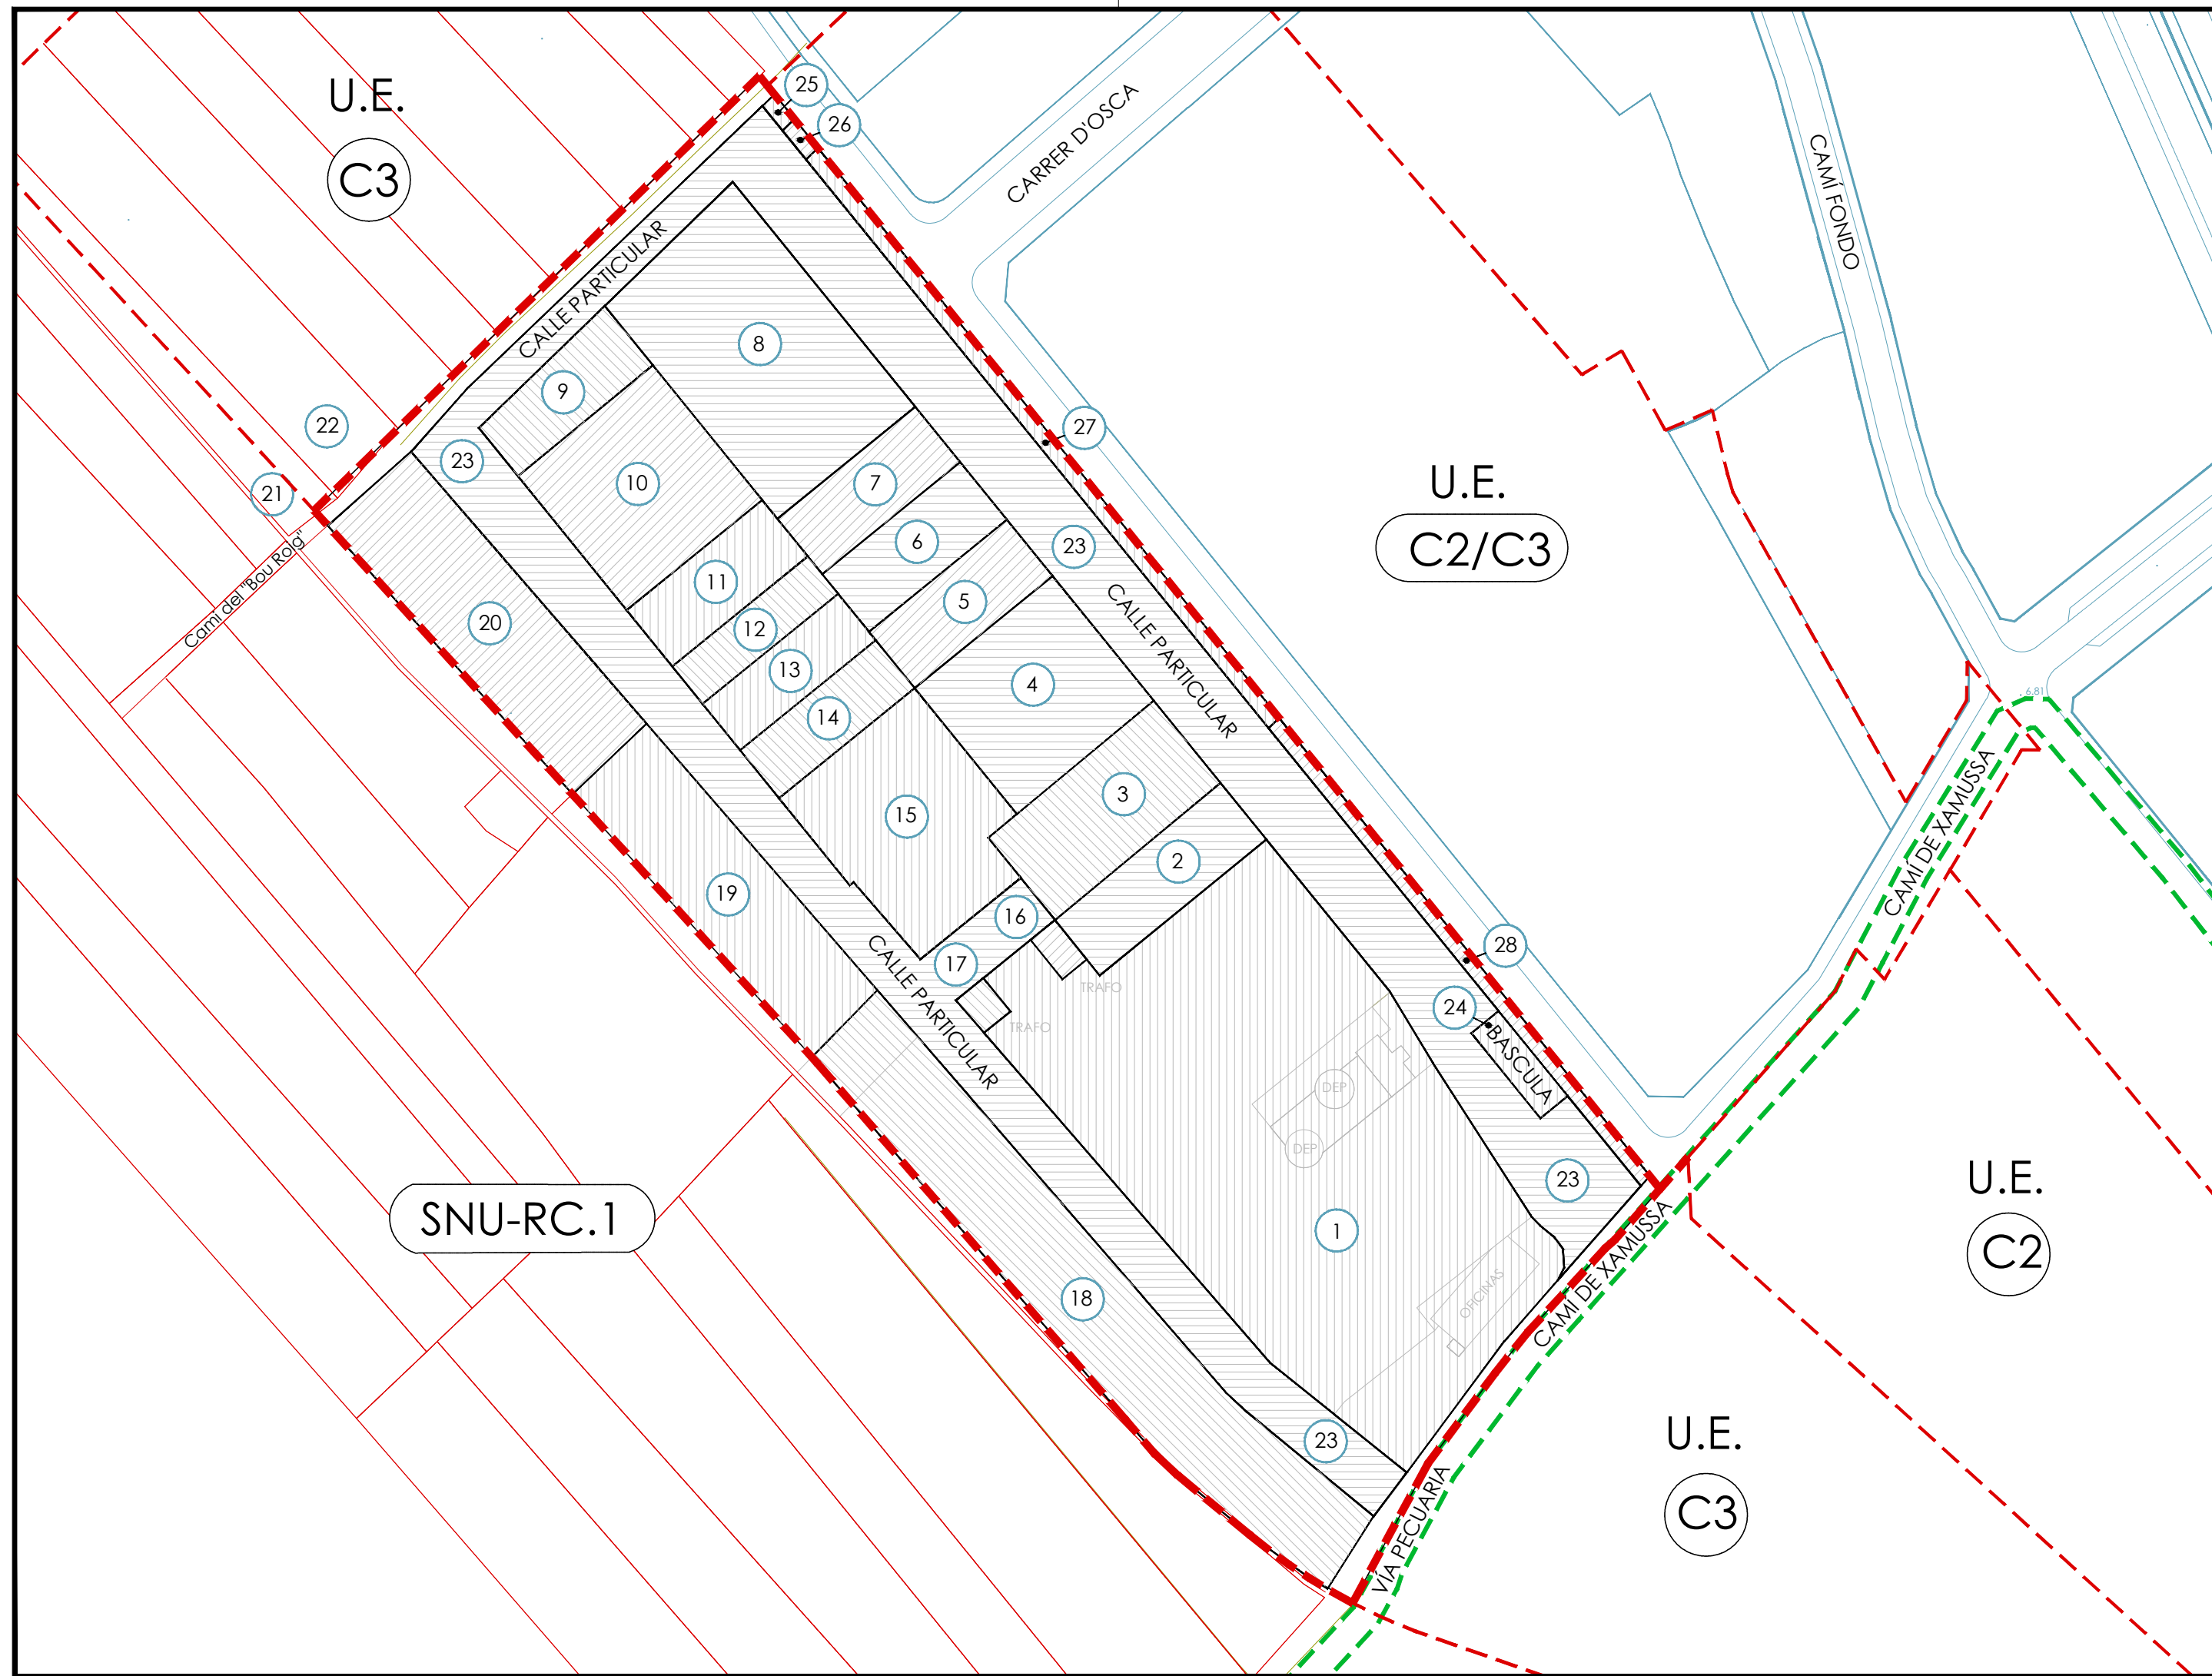 U.E.
C3
25
26
CARRER D'OSCA
CAMÍ FONDO
CALLE PARTICULAR
8
9
22
27
23
10
7
21
U.E.
C2/C3
6
23
Camí del "Bou Roig"
11
5
20
12
CALLE PARTICULAR
13
4
6.81
14
3
CAMÍ DE XAMUSSA
15
2
19
16
28
17
CALLE PARTICULAR
TRAFO
24
TRAFO
BASCULA
DEP
DEP
23
U.E.
C2
SNU-RC.1
1
CAMÍ DE XAMUSSA
OFICINAS
18
23
U.E.
C3
VÍA PECUARIA